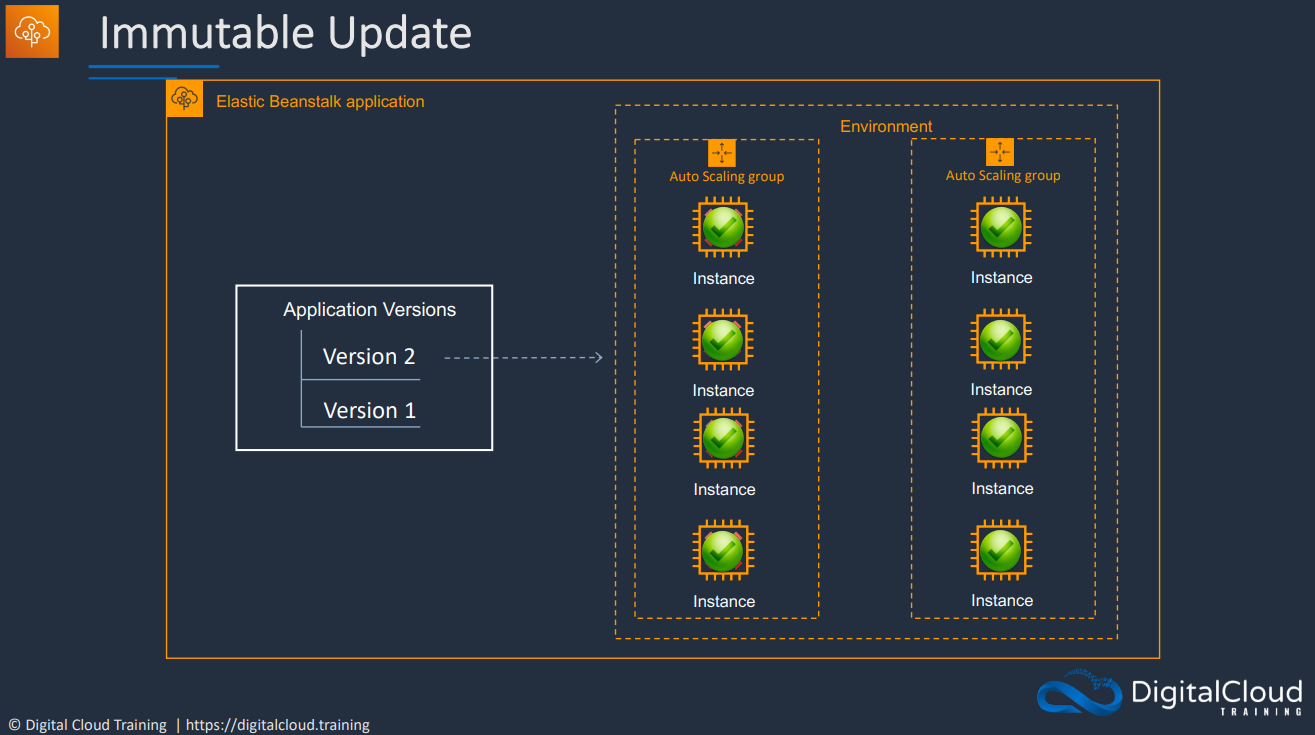 Immutable Update
Elastic Beanstalk application
Environment
Auto Scaling group
Auto Scaling group
Instance
Instance
Application Versions
Version 2
Version 1
Instance
Instance
Instance
Instance
Instance
Instance
DigitalCloud
TRAINING
© Digital Cloud Training | https://digitalcloud.training